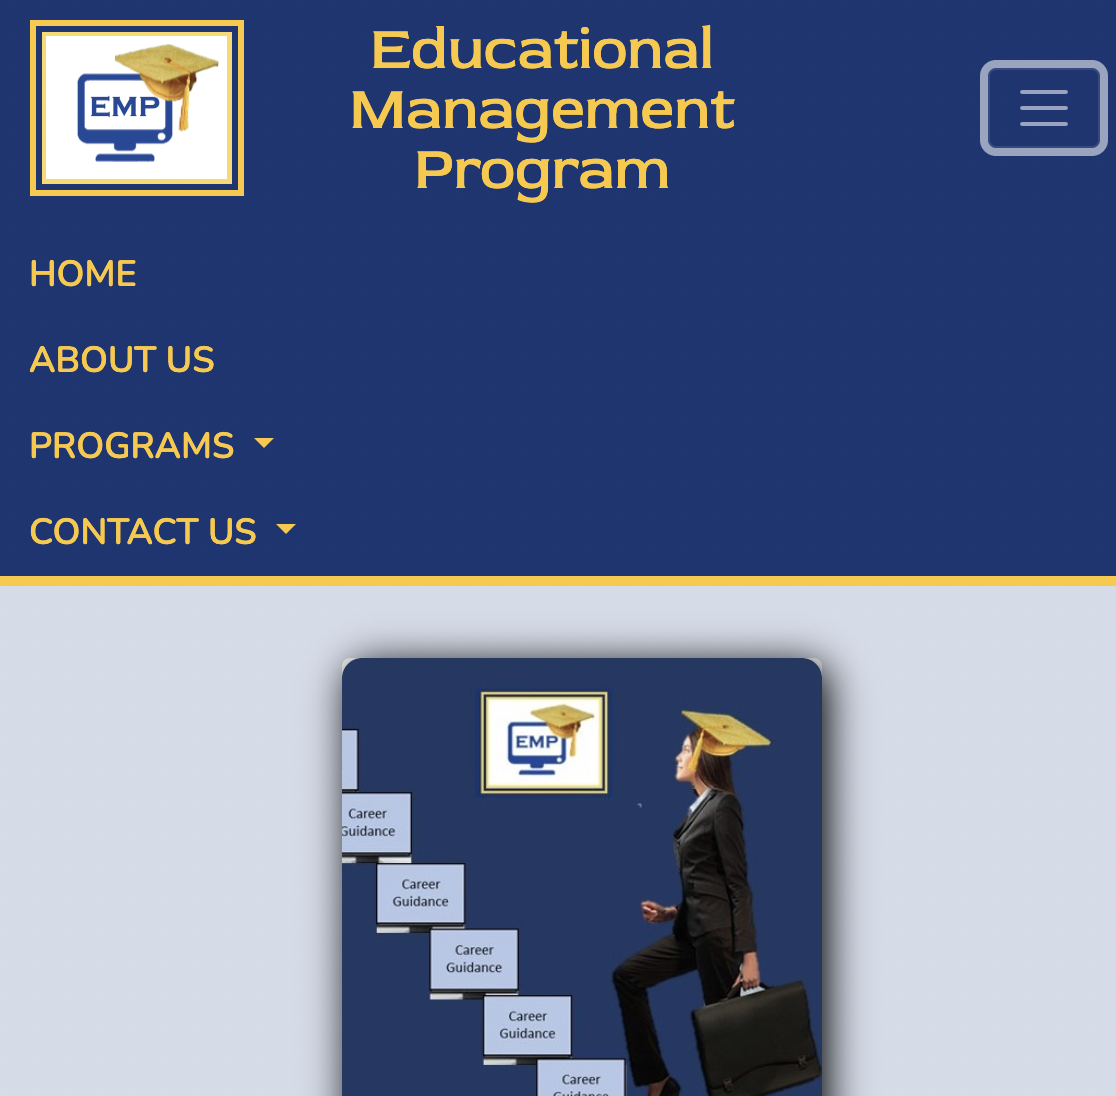 EMP
Educational
Management
Program
HOME
ABOUT US
PROGRAMS
CONTACT US
EMP
Career
Guidance
Career
Guidance
Career
Guidance
Career
Guidance
Career
Guidance